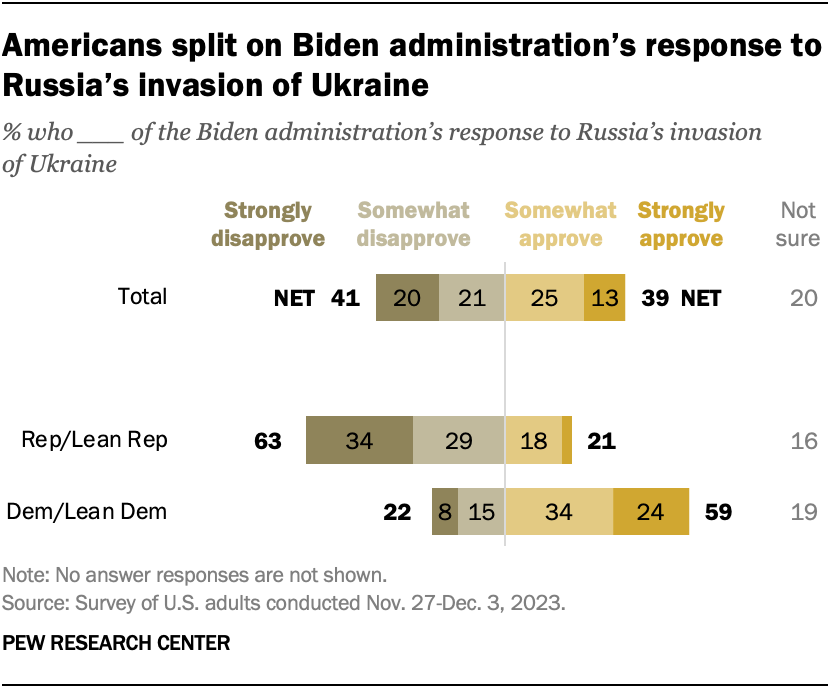 Americans split on Biden administration’s response to
Russia’s invasion of Ukraine
% who ___ of the Biden administration’s response to Russia’s invasion
of Ukraine
Strongly disapprove
Somewhat disapprove
Somewhat approve
Strongly approve
Not sure
Total NET 41 20 21 25 13 39 NET 20
Rep/Lean Rep 63 34 29 18 21 16
Dem/Lean Dem 22 8 15 34 24 59 19
Note: No answer responses are not shown.
Source: Survey of U.S. adults conducted Nov. 27-Dec. 3, 2023.
PEW RESEARCH CENTER